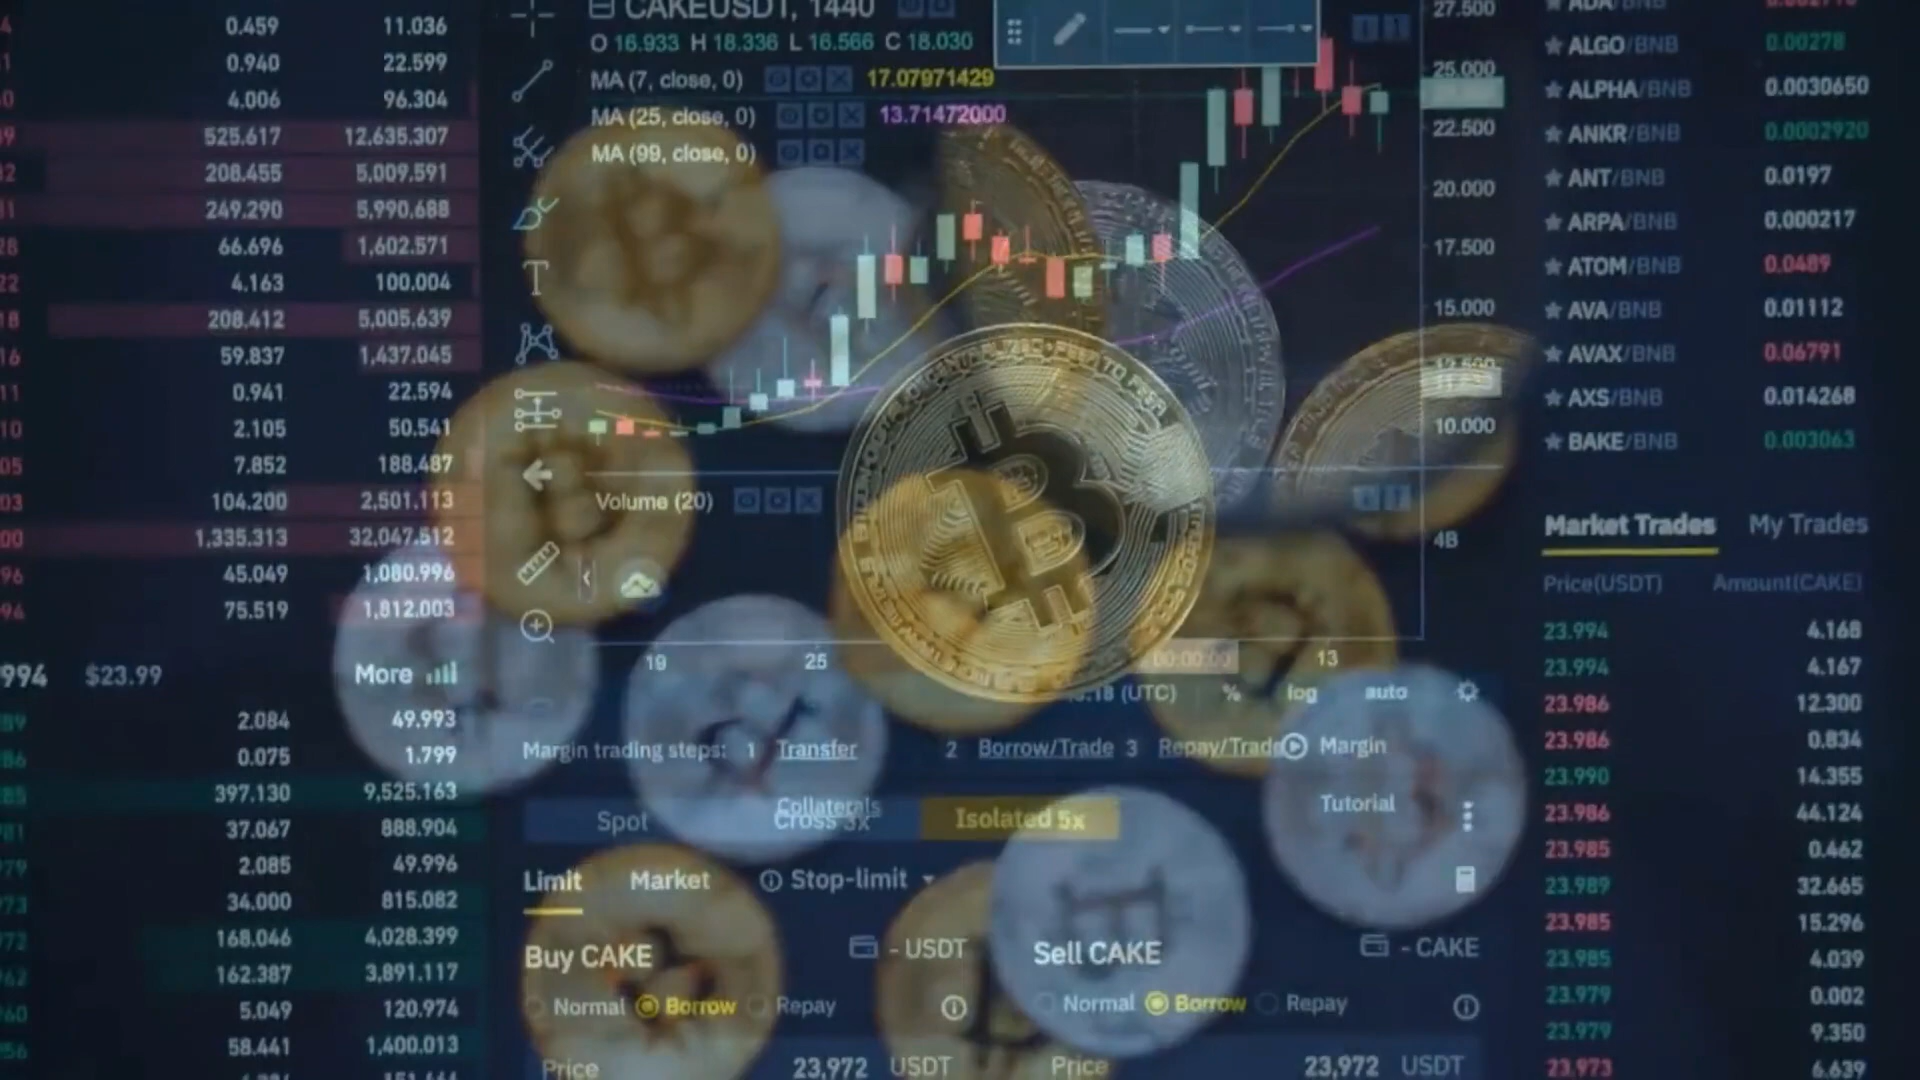 0.459 11.036
0.940 22.599
4.006 96.304
525.617 12,635.307
208.455 5,009.591
249.290 5,990.688
66.696 1,602.571
4.163 100.004
208.412 5,005.639
59.837 1,437.045
0.941 22.594
2.105 50.541
7.852 188.487
104.200 2,501.113
1,335.313 32,047.512
45.049 1,080.996
75.519 1,812.003
$23.99 More
2.084 49.993
0.075 1.799
397.130 9,525.163
37.067 888.904
2.085 49.996
34.000 815.082
168.046 4,028.399
162.387 3,891.117
5.049 120.974
58.441 1,400.013
CAKEUSDT, 1440
O 16.933 H 18.336 L 16.566 C 18.030
MA (7, close, 0) 17.07971429
MA (25, close, 0) 13.71472000
MA (99, close, 0)
27.500
25.000
22.500
20.000
17.500
15.000
12.500
10.000
Volume (20)
4B
19 25 00:00:00 13
(UTC) % log auto
Margin trading steps: 1 Transfer 2 Borrow/Trade 3 Repay/Trade Margin
Tutorial
Collaterals
Spot Cross 3x Isolated 5x
Limit Market Stop-limit
Buy CAKE - USDT Sell CAKE - CAKE
Normal Borrow Repay Normal Borrow Repay
Price 23,972 USDT Price 23,972 USDT
ALGO/BNB 0.00278
ALPHA/BNB 0.0030650
ANKR/BNB 0.0002920
ANT/BNB 0.0197
ARPA/BNB 0.000217
ATOM/BNB 0.0489
AVA/BNB 0.01112
AVAX/BNB 0.06791
AXS/BNB 0.014268
BAKE/BNB 0.003063
Market Trades My Trades
Price(USDT) Amount(CAKE)
23.994 4.168
23.994 4.167
23.986 12.300
23.986 0.834
23.990 14.355
23.986 44.124
23.985 0.462
23.989 32.665
23.985 15.296
23.985 4.039
23.979 0.002
23.979 9.350
23.973 6.639